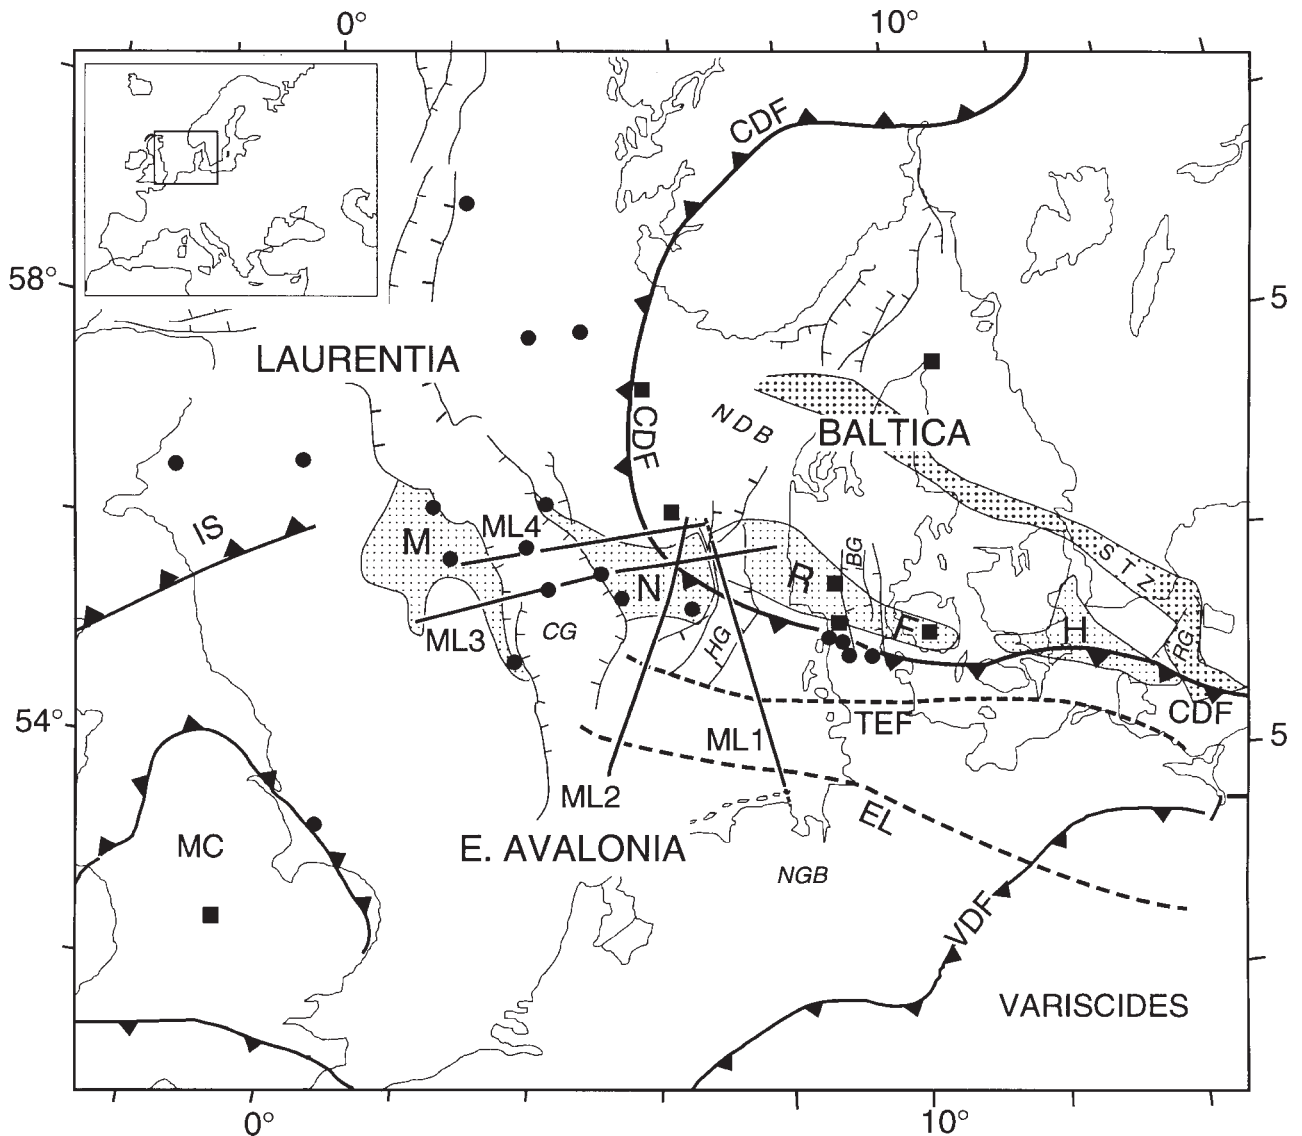 0°
10°
CDF
58°
5
LAURENTIA
CDF
NDB
BALTICA
IS
M
ML4
BG
STZ
R
N
ML3
CG
HG
F
H
RG
54°
TEF
CDF
5
ML1
ML2
EL
MC
E. AVALONIA
NGB
VDF
VARISCIDES
0°
10°